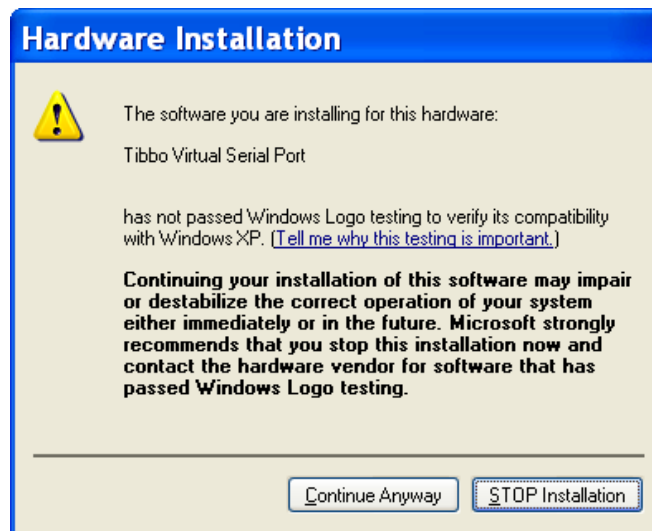 Hardware Installation
The software you are installing for this hardware:
Tibbo Virtual Serial Port
has not passed Windows Logo testing to verify its compatibility
with Windows XP. (Tell me why this testing is important.)
Continuing your installation of this software may impair
or destabilize the correct operation of your system
either immediately or in the future. Microsoft strongly
recommends that you stop this installation now and
contact the hardware vendor for software that has
passed Windows Logo testing.
Continue Anyway
STOP Installation